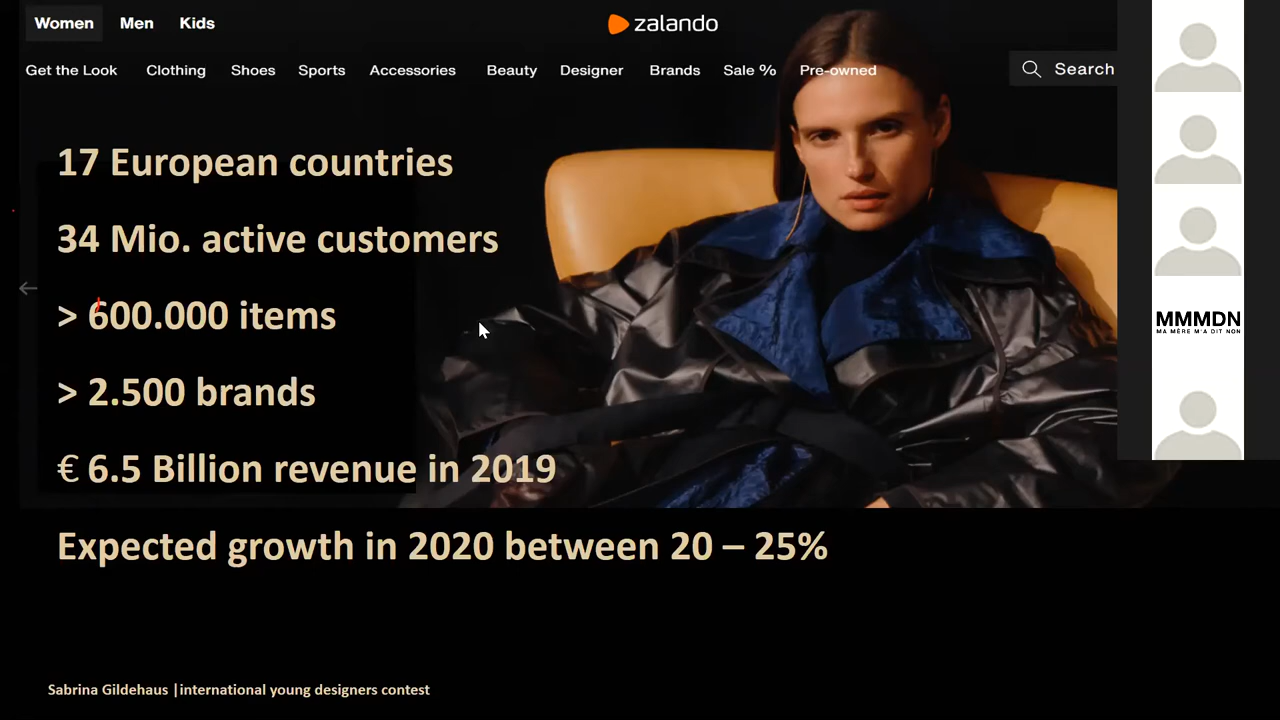 Women Men Kids
zalando
Get the Look Clothing Shoes Sports Accessories Beauty Designer Brands Sale % Pre-owned
Search
17 European countries
34 Mio. active customers
> 600.000 items
> 2.500 brands
€ 6.5 Billion revenue in 2019
Expected growth in 2020 between 20 – 25%
MMMDN
MA MÈRE M'A DIT NON
Sabrina Gildehaus |international young designers contest